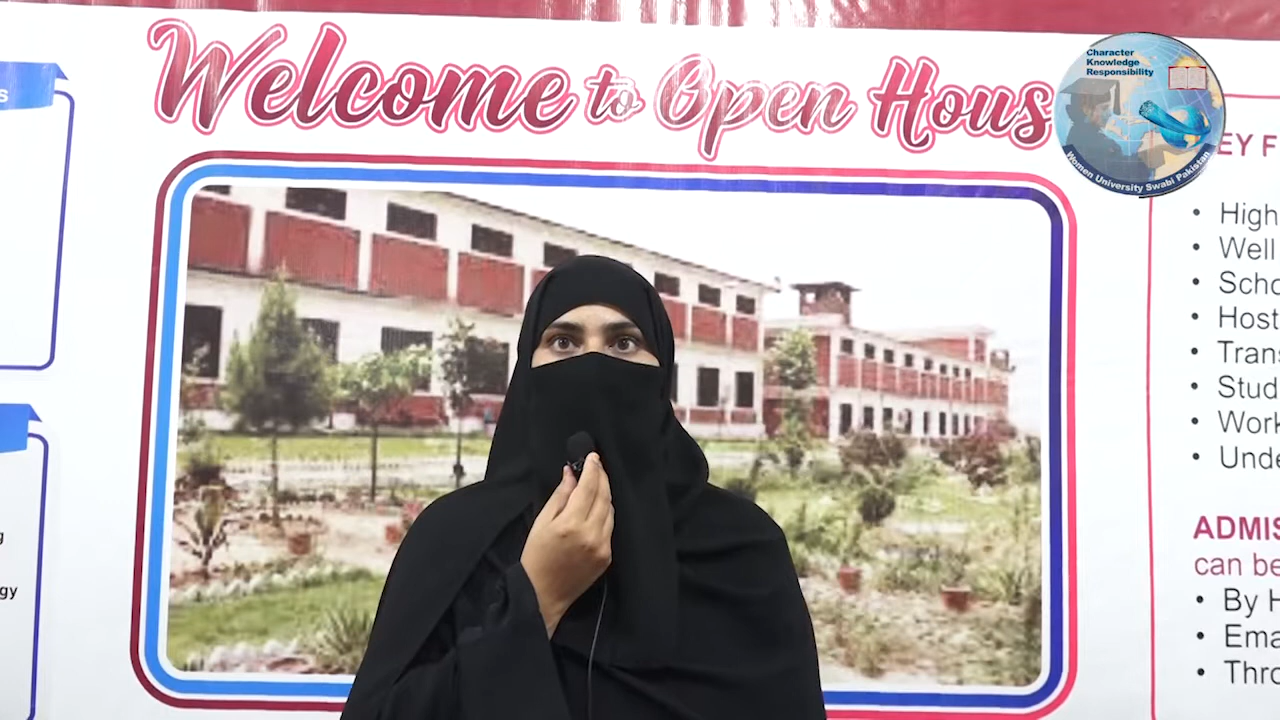 Welcome to Open Hous
Character
Knowledge
Responsibility
Women University Swabi Pakistan
s
EY F
• High
• Well
• Scho
• Host
• Trans
• Stud
• Work
• Unde
ADMIS
can be
• By H
• Ema
• Thro
g
gy